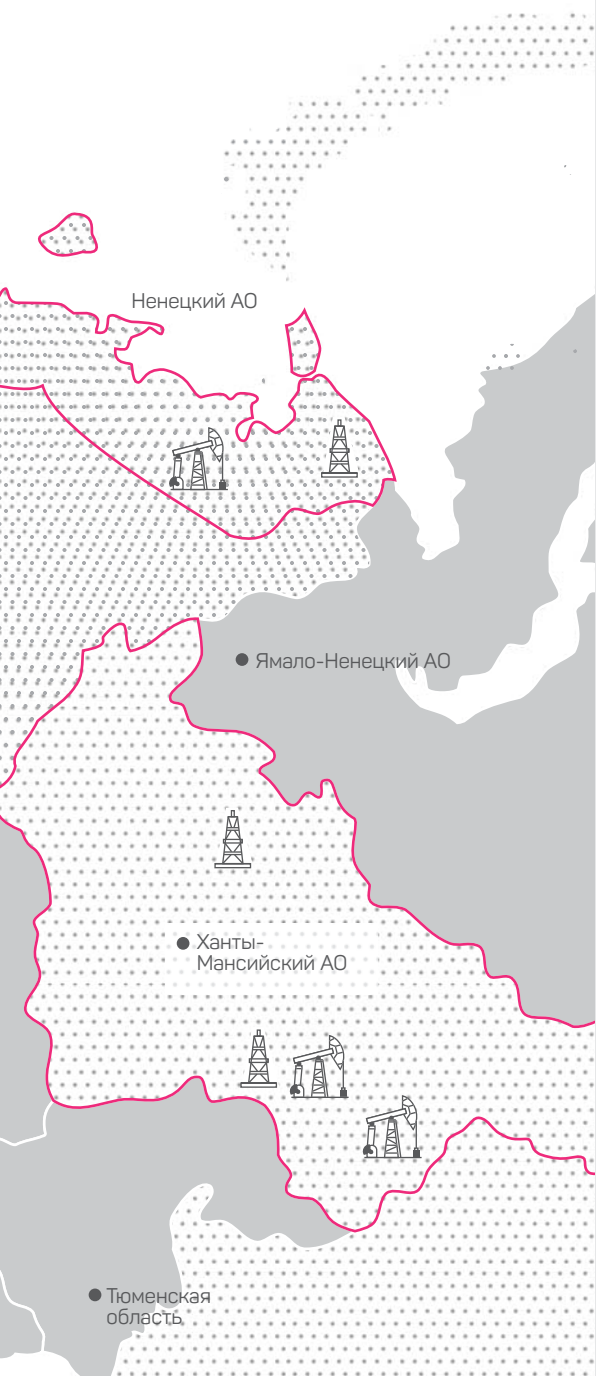 Ненецкий АО
Ямало-Ненецкий АО
Ханты-
Мансийский АО
Тюменская
область